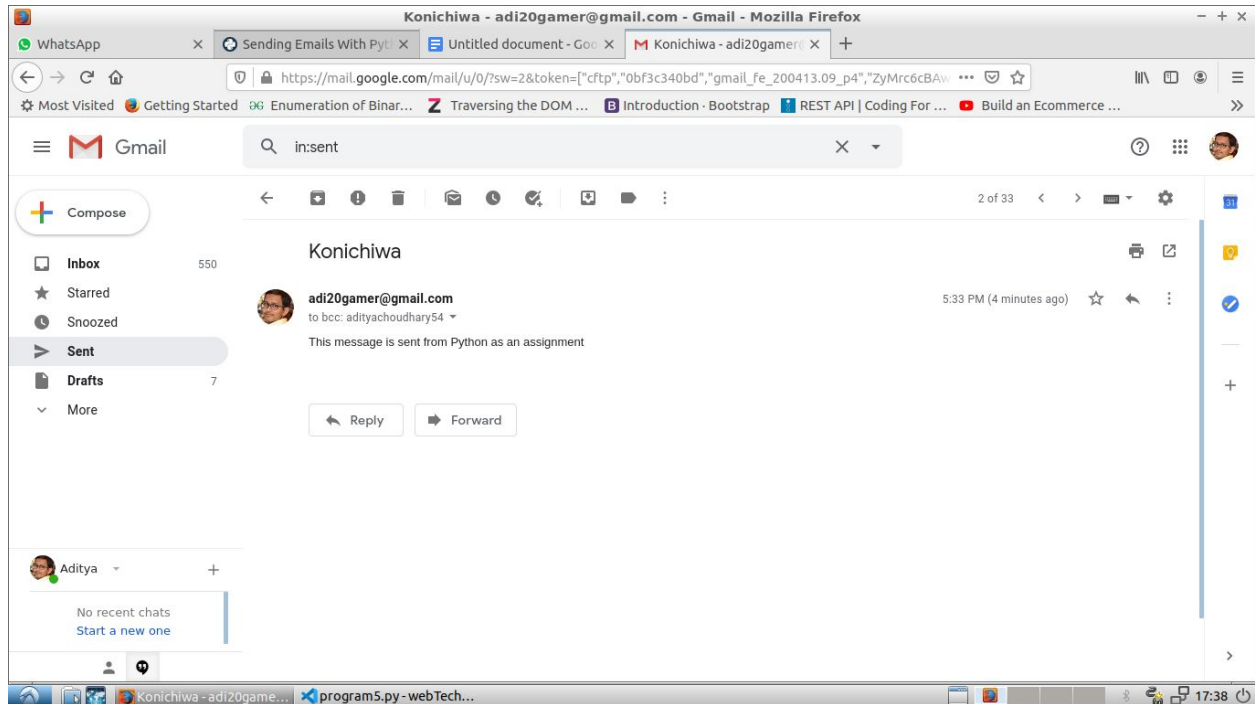 Konichiwa - adi20gamer@gmail.com - Gmail - Mozilla Firefox
WhatsApp
Sending Emails With Pyt
Untitled document - Goo
Konichiwa - adi20gamer@
https://mail.google.com/mail/u/0/?sw=2&token=["cftp","0bf3c340bd","gmail_fe_200413.09_p4","ZyMrc6cBAw
Most Visited Getting Started Enumeration of Binar... Traversing the DOM ... Introduction · Bootstrap REST API | Coding For ... Build an Ecommerce ...
Gmail
in:sent
Compose
2 of 33
31
Konichiwa
Inbox 550
Starred
Snoozed
Sent
Drafts 7
More
adi20gamer@gmail.com
5:33 PM (4 minutes ago)
to bcc: adityachoudhary54
This message is sent from Python as an assignment
Reply
Forward
Aditya
No recent chats
Start a new one
Konichiwa - adi20game...
program5.py - webTech...
17:38